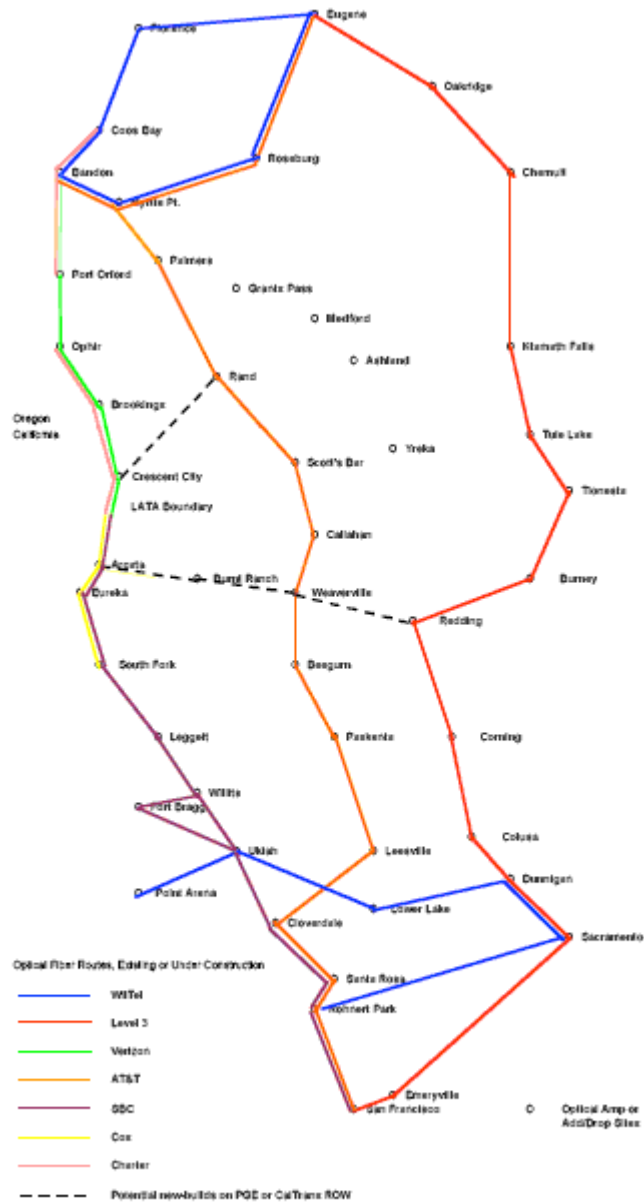 Eugene
Florence
Oakridge
Coos Bay
Roseburg
Bandon
Chemult
Myrtle Pt.
Palmers
Port Orford
Grants Pass
Medford
Ophir
Klamath Falls
Ashland
Rand
Brookings
Oregon
California
Tule Lake
Yreka
Scott's Bar
Crescent City
Tionesta
LATA Boundary
Callahan
Arcata
Burnt Ranch
Burney
Eureka
Weaverville
Redding
South Fork
Beegum
Leggett
Paskenta
Corning
Willits
Fort Bragg
Colusa
Ukiah
Leesville
Dunnigan
Point Arena
Lower Lake
Cloverdale
Sacramento
Optical Fiber Routes, Existing or Under Construction
Santa Rosa
WilTel
Rohnert Park
Level 3
Verizon
AT&T
Emeryville
SBC
San Francisco
Optical Amp or
Add/Drop Sites
Cox
Charter
Potential new-builds on PGE or CalTrans ROW